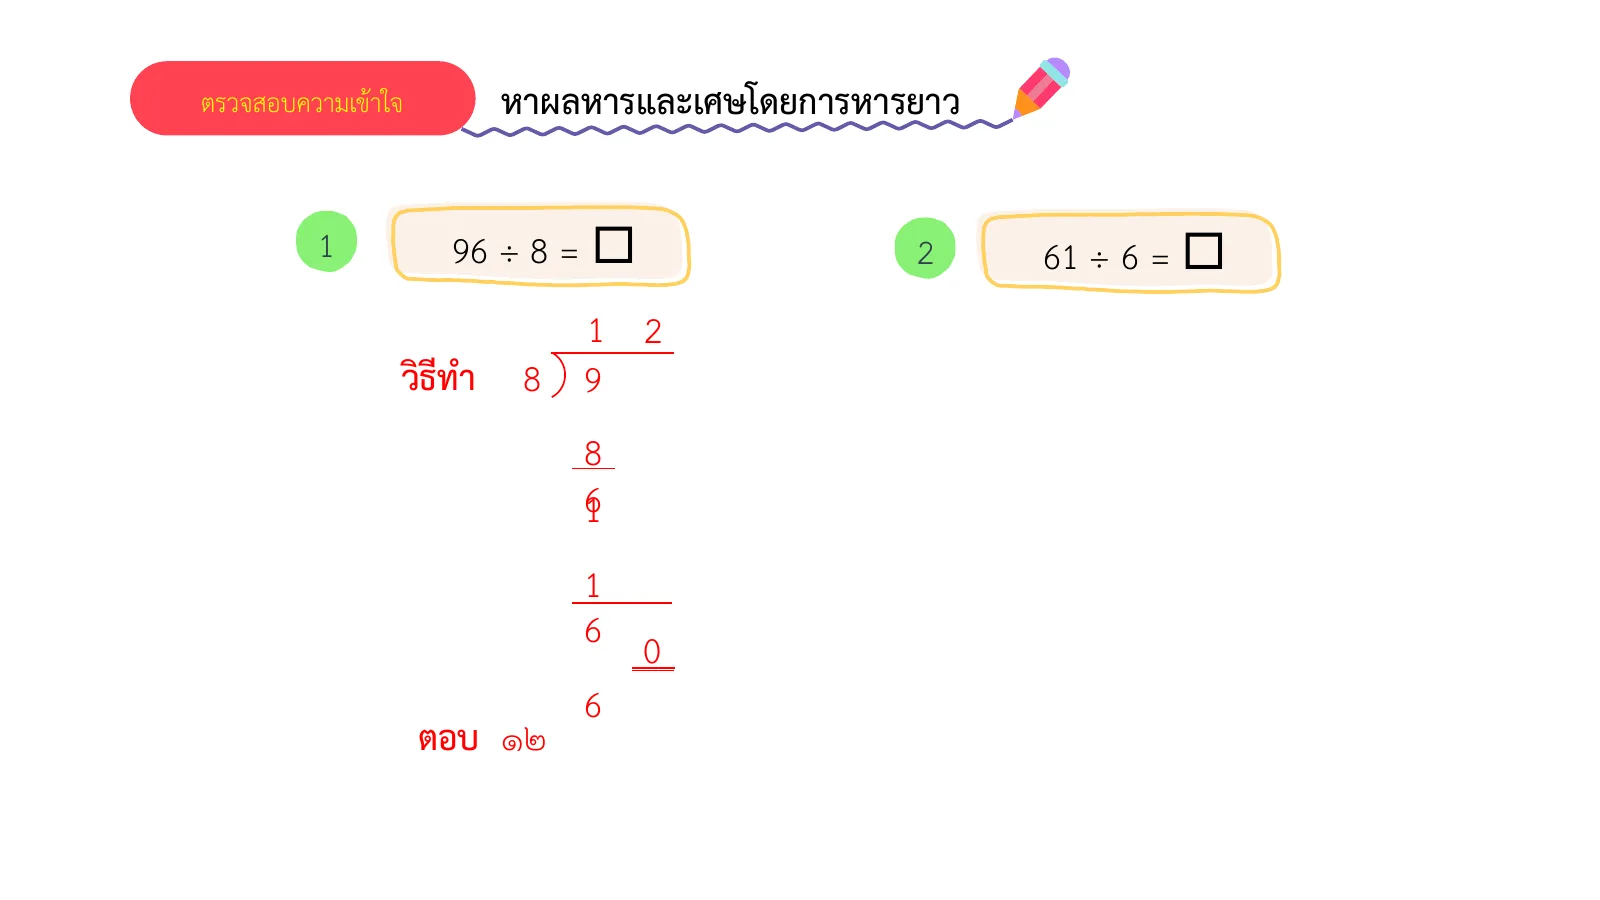 ตรวจสอบความเข้าใจ
หาผลหารและเศษโดยการหารยาว
1
96 ÷ 8 = □
2
61 ÷ 6 = □
1 2
วิธีทำ 8 9
8
6
1
1
6
0
6
ตอบ ๑๒